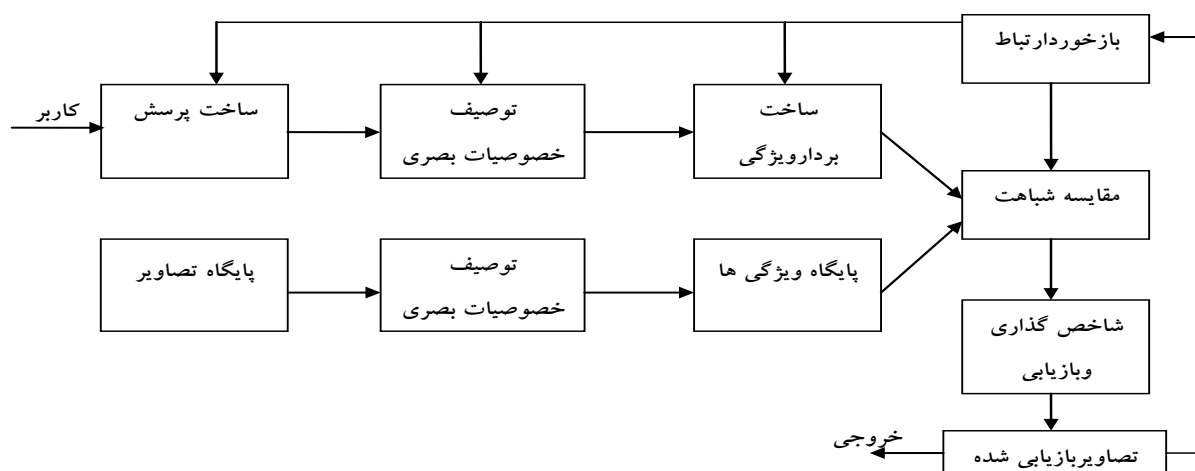 بازخوردارتباط
کاربر
ساخت پرسش
توصیف
خصوصیات بصری
ساخت
بردارویژگی
مقایسه شباهت
پایگاه تصاویر
توصیف
خصوصیات بصری
پایگاه ویژگی ها
شاخص گذاری
وبازیابی
خروجی
تصاویربازیابی شده